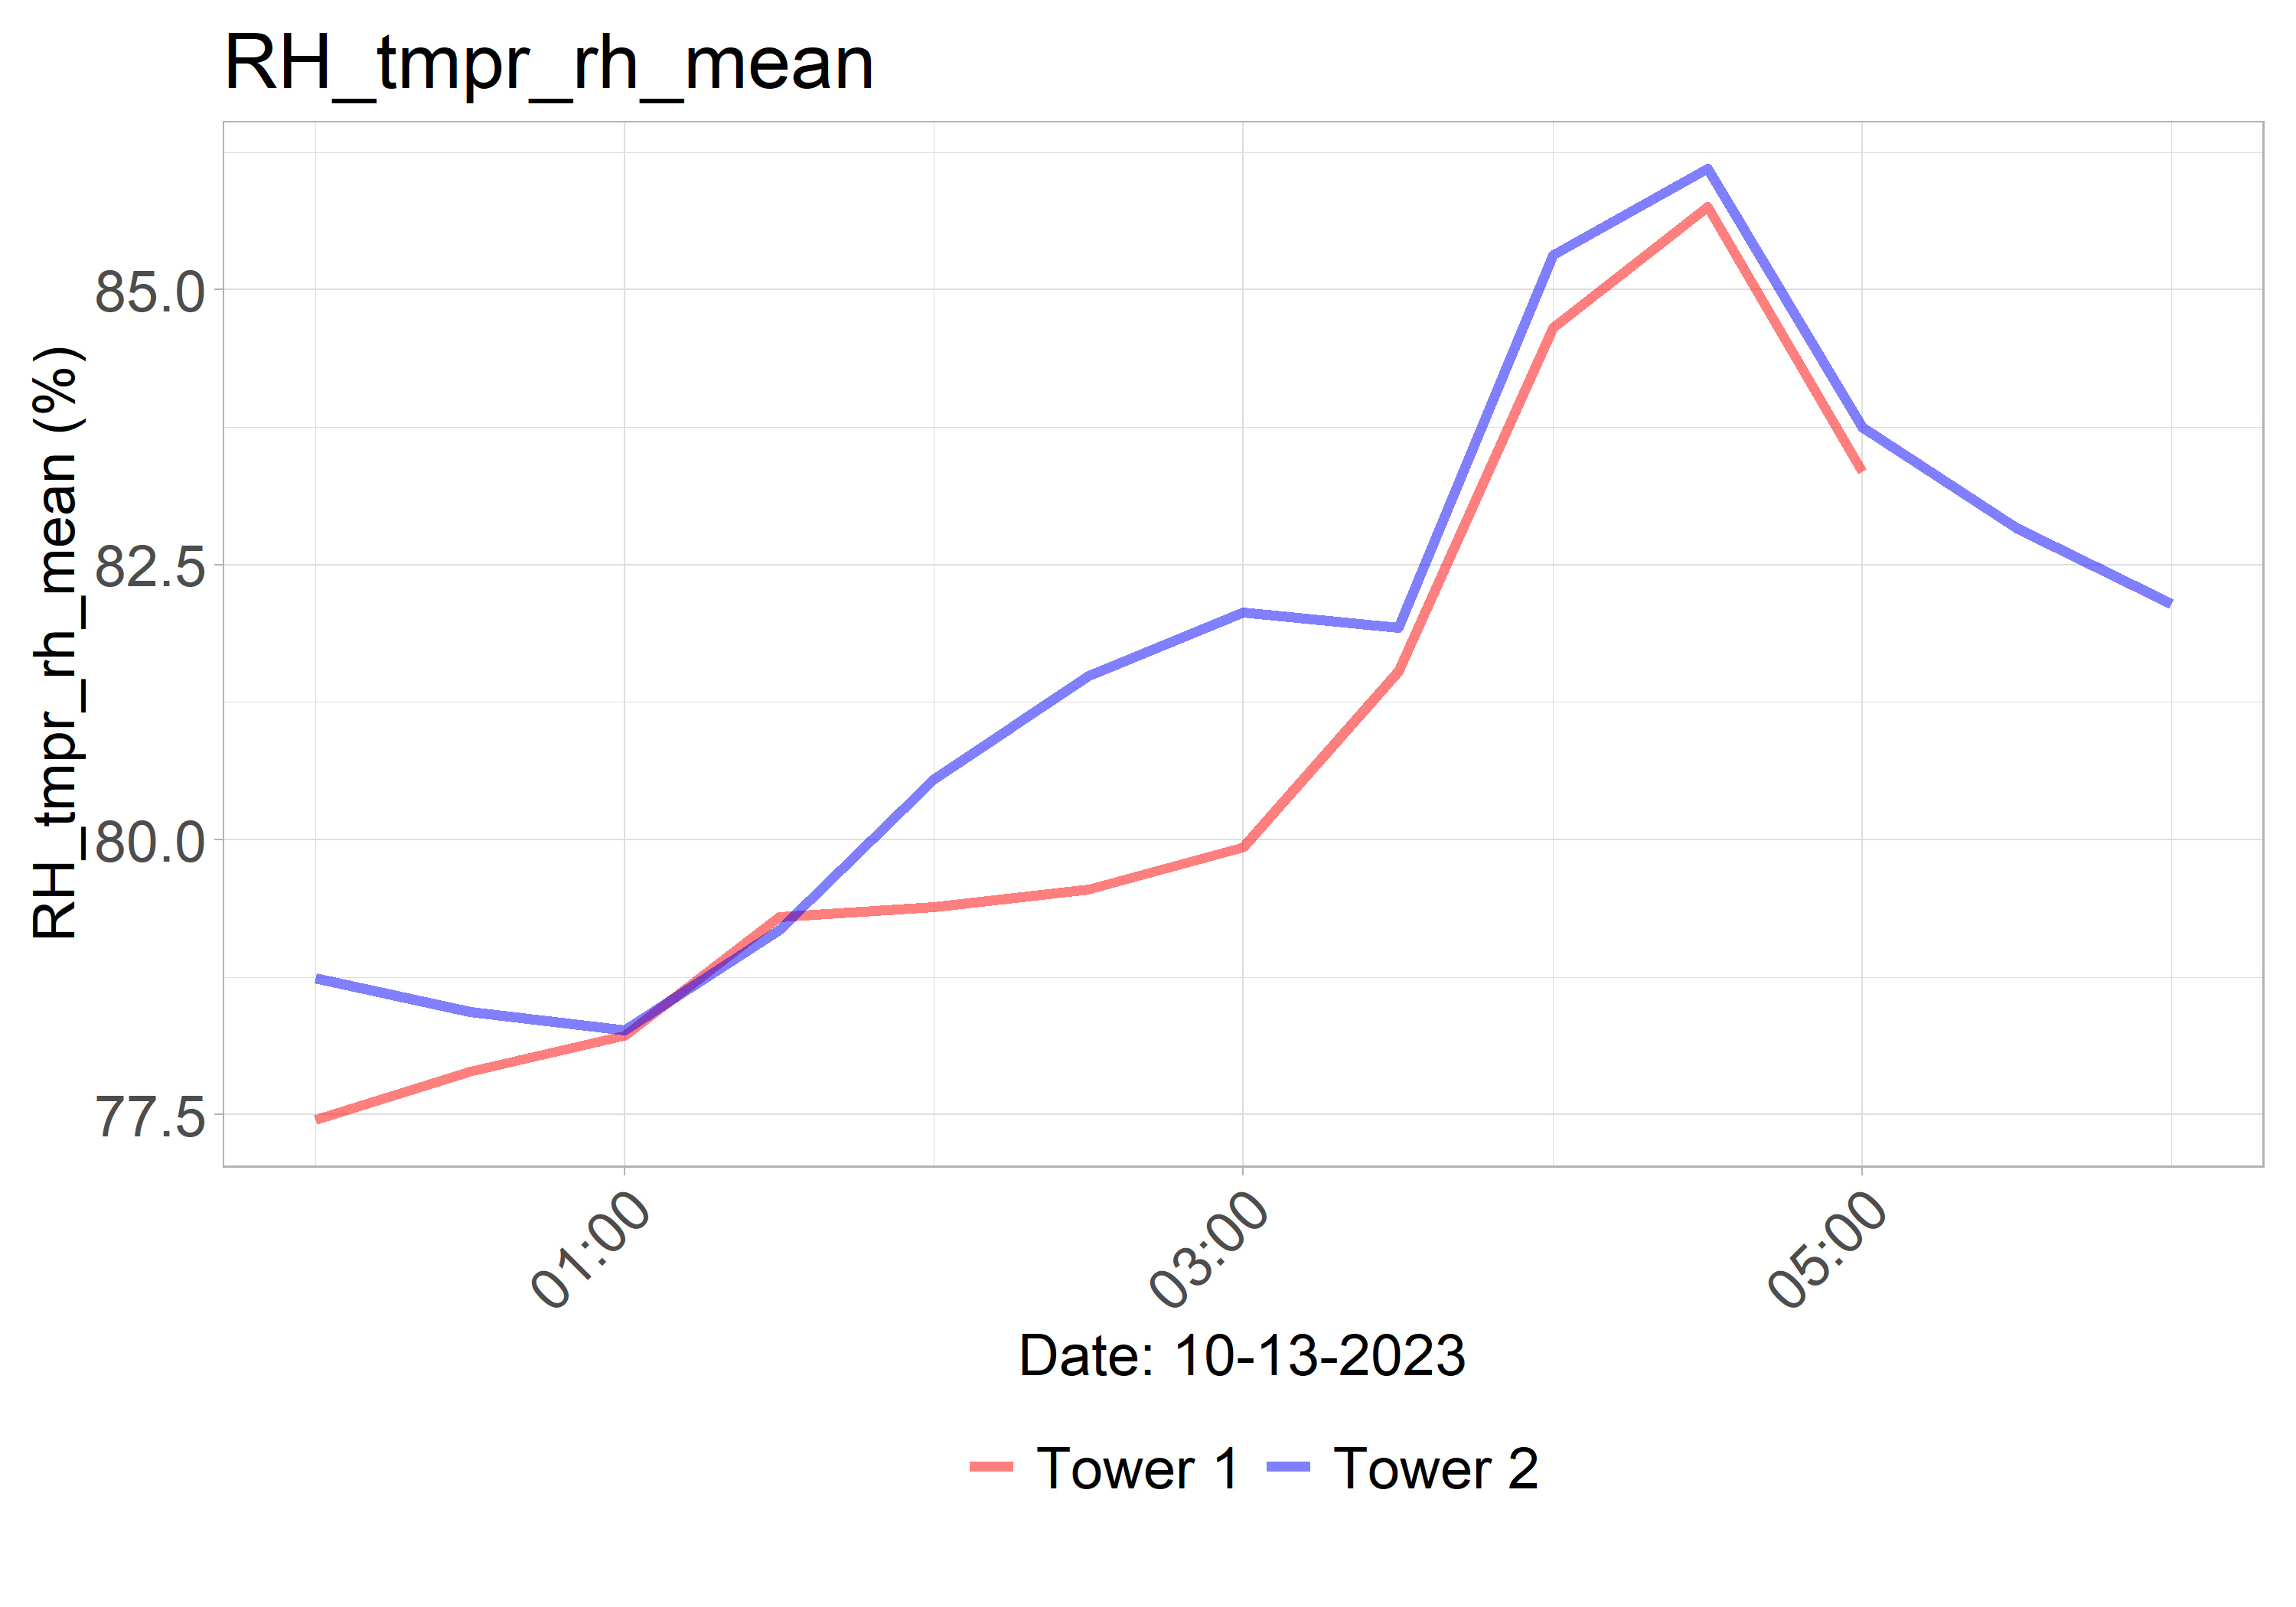 RH_tmpr_rh_mean
RH_tmpr_rh_mean (%)
85.0
82.5
80.0
77.5
01:00 03:00 05:00
Date: 10-13-2023
Tower 1 Tower 2